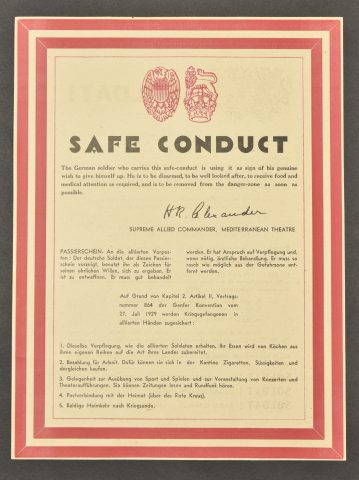 SAFE CONDUCT
The German soldier who carries this safe-conduct is using it as sign of his genuine
wish to give himself up. He is to be disarmed, to be well looked after, to receive food and
medical attention as required, and is to be removed from the danger-zone as soon as
possible.
H R Alexander
SUPREME ALLIED COMMANDER, MEDITERRANEAN THEATRE
PASSIERSCHEIN- An die alliierten Vorpos-
ten : Der deutsche Soldat, der diesen Passier-
schein vorzeigt, benutzt ihn als Zeichen für
seinen ehrlichen Willen, sich zu ergeben. Er
ist zu entwaffnen. Er muss gut behandelt
werden. Er hat Anspruch auf Verpflegung und,
wenn nötig, ärztliche Behandlung. Er muss so
rasch wie möglich aus der Gefahrzone ent-
fernt werden.
Auf Grund von Kapitel 2. Artikel II, Vertrags-
nummer 864 der Genfer Konvention vom
27. Juli 1929 werden Kriegsgefangenen in
alliierten Händen zugesichert :
1. Dieselbe Verpflegung, wie die alliierten Soldaten erhalten. Ihr Essen wird von Köchen aus
ihren eigenen Reihen auf die Art ihres Landes zubereitet.
2. Bezahlung für Arbeit. Dafür können sie sich in der Kantine Zigaretten, Süssigkeiten und
dergleichen kaufen.
3. Gelegenheit zur Ausübung von Sport und Spielen und zur Veranstaltung von Konzerten und
Theateraufführungen. Sie können Zeitungen lesen und Rundfunk hören.
4. Postverbindung mit der Heimat (über das Rote Kreuz).
5. Baldige Heimkehr nach Kriegsende.